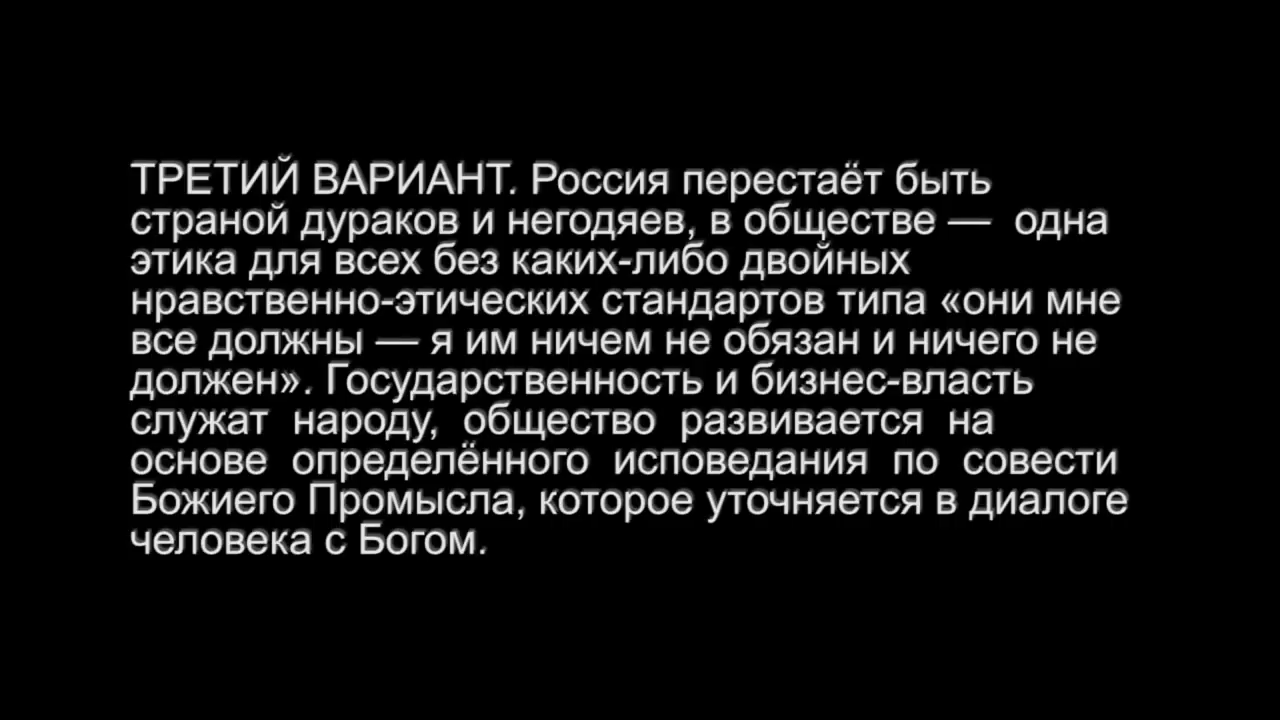 ТРЕТИЙ ВАРИАНТ. Россия перестаёт быть
страной дураков и негодяев, в обществе — одна
этика для всех без каких-либо двойных
нравственно-этических стандартов типа «они мне
все должны — я им ничем не обязан и ничего не
должен». Государственность и бизнес-власть
служат народу, общество развивается на
основе определённого исповедания по совести
Божиего Промысла, которое уточняется в диалоге
человека с Богом.